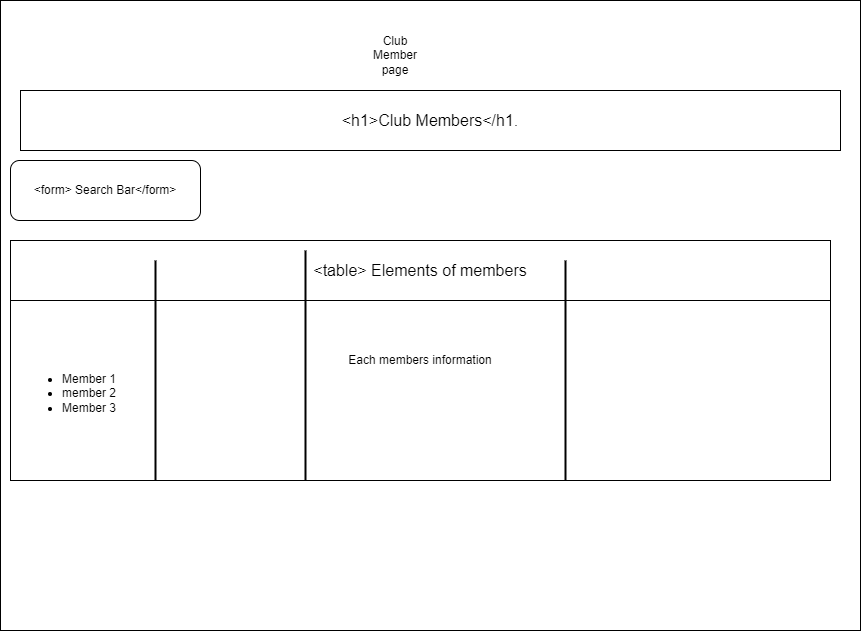 Club
Member
page
<h1>Club Members</h1.
<form> Search Bar</form>
<table> Elements of members
Each members information
Member 1
member 2
Member 3